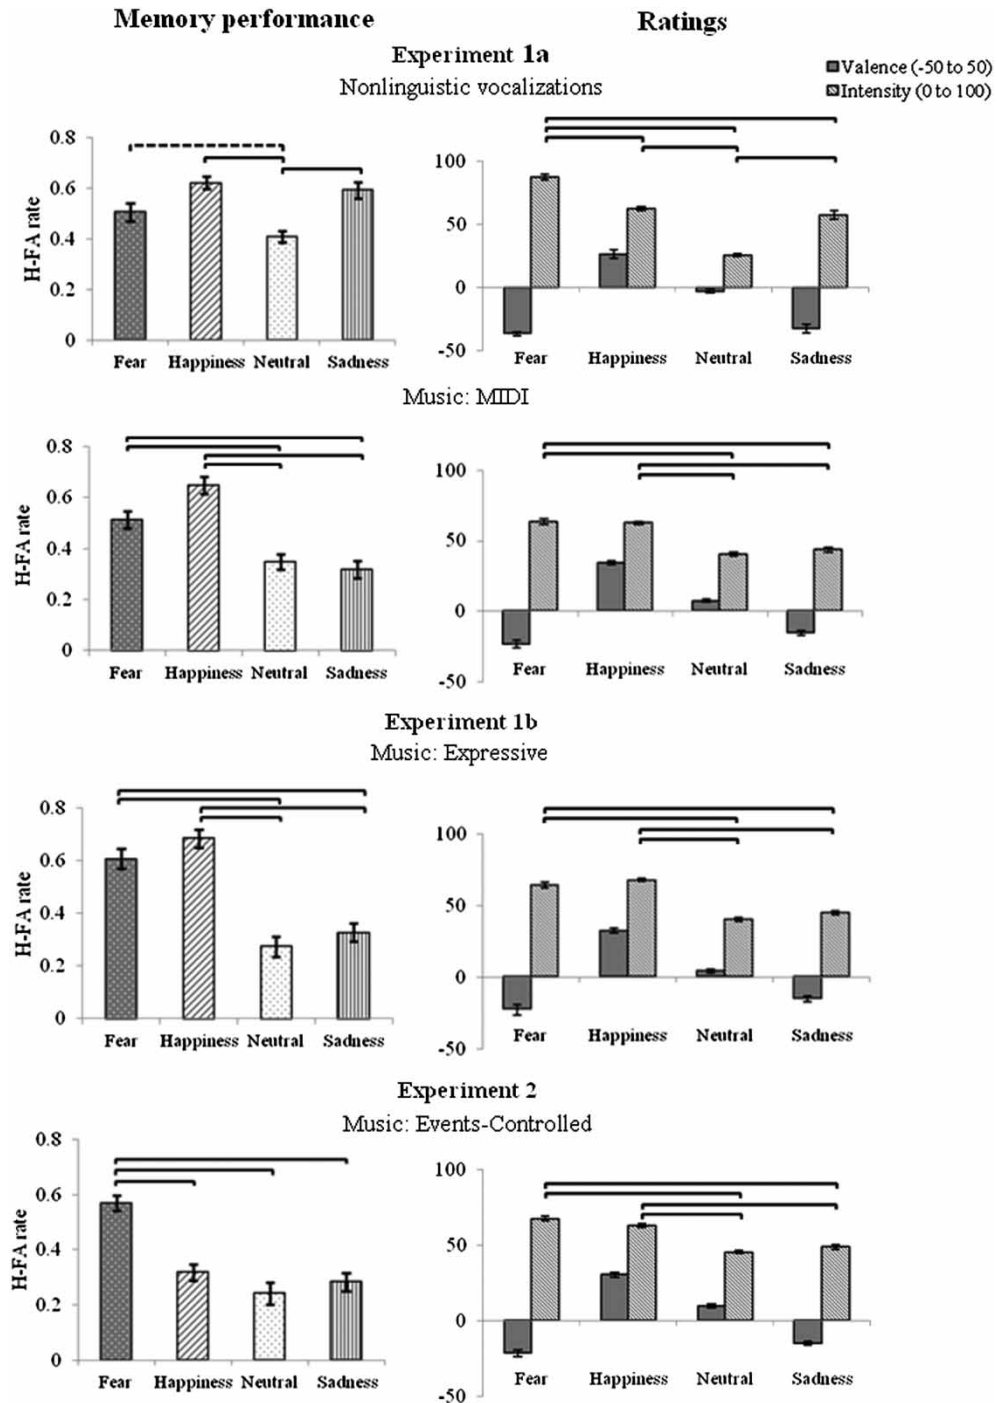 Memory performance
Ratings
Experiment 1a
Nonlinguistic vocalizations
Valence (-50 to 50)
Intensity (0 to 100)
H-FA rate
0.8
0.6
0.4
0.2
0
Fear Happiness Neutral Sadness
100
50
0
-50
Fear Happiness Neutral Sadness
Music: MIDI
H-FA rate
0.8
0.6
0.4
0.2
0
Fear Happiness Neutral Sadness
100
50
0
-50
Fear Happiness Neutral Sadness
Experiment 1b
Music: Expressive
H-FA rate
0.8
0.6
0.4
0.2
0
Fear Happiness Neutral Sadness
100
50
0
-50
Fear Happiness Neutral Sadness
Experiment 2
Music: Events-Controlled
H-FA rate
0.8
0.6
0.4
0.2
0
Fear Happiness Neutral Sadness
100
50
0
-50
Fear Happiness Neutral Sadness